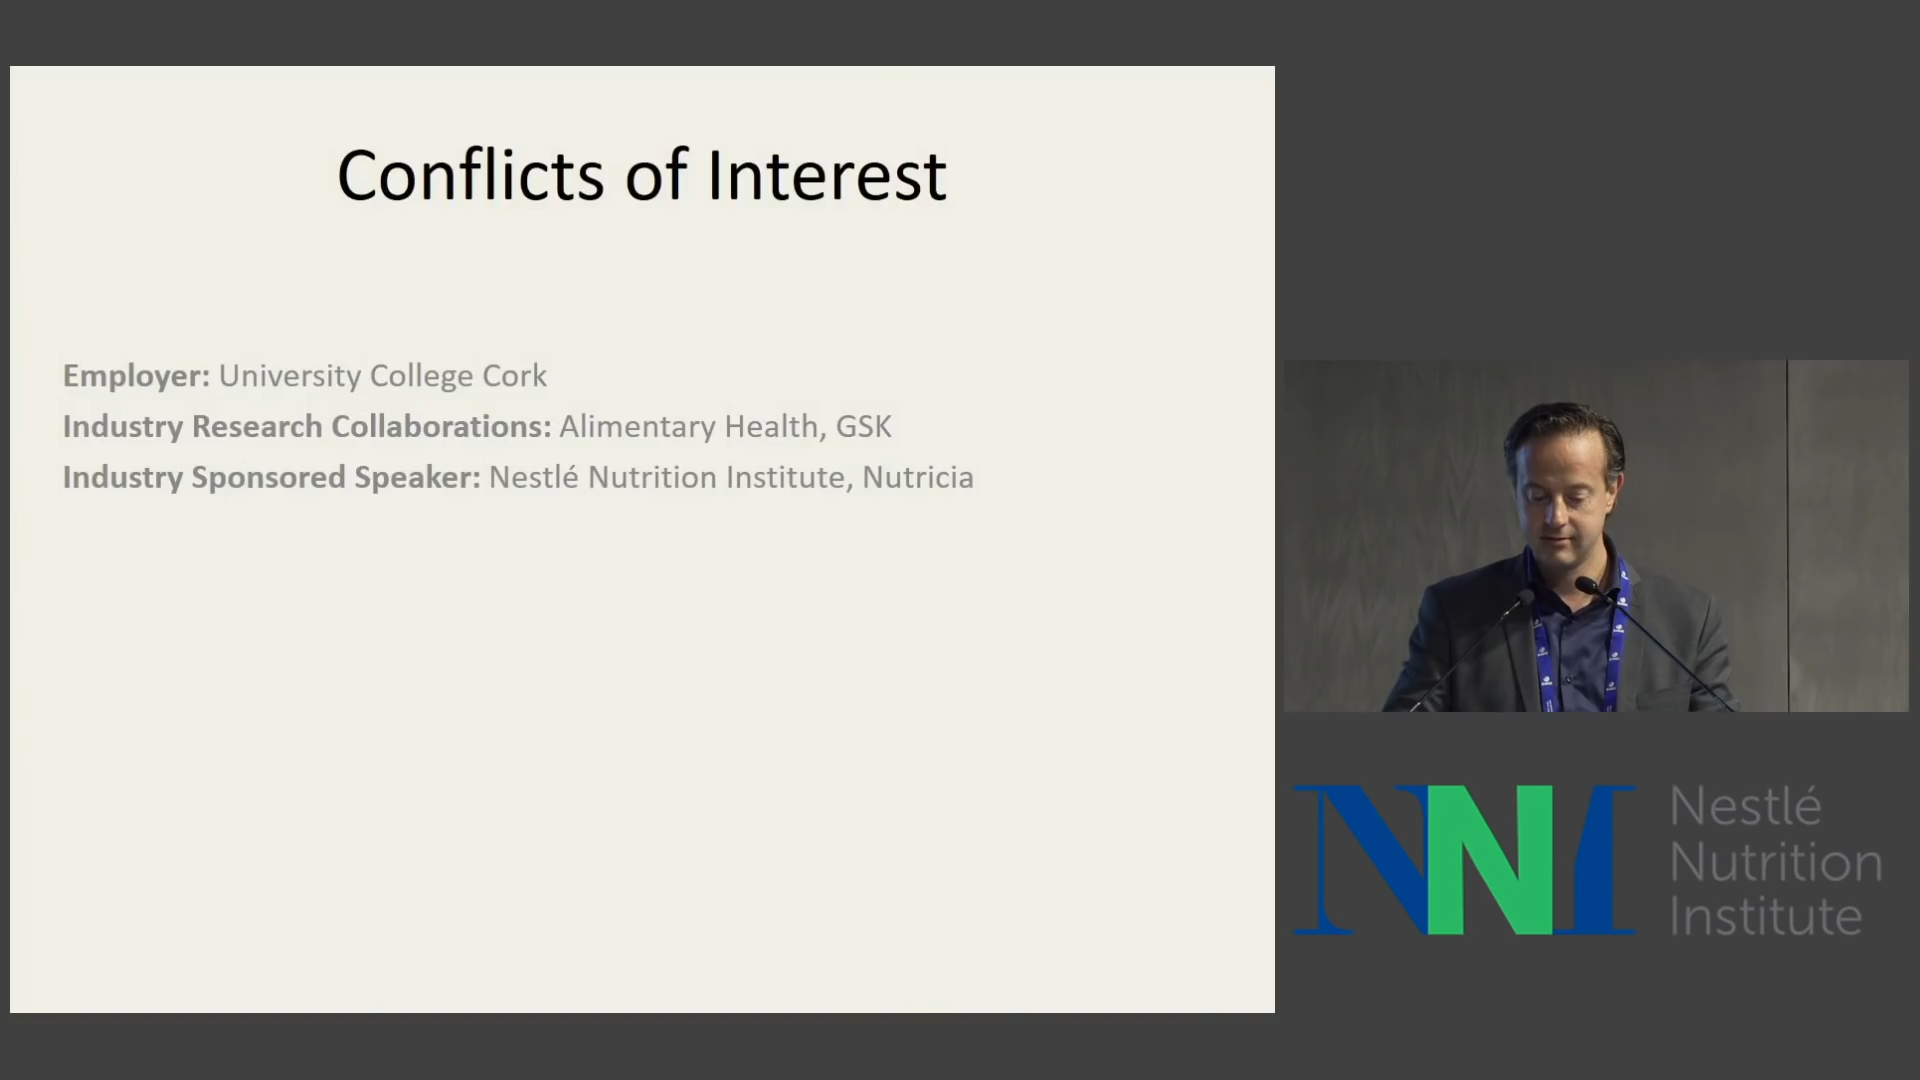 Conflicts of Interest
Employer: University College Cork
Industry Research Collaborations: Alimentary Health, GSK
Industry Sponsored Speaker: Nestlé Nutrition Institute, Nutricia
NNI
Nestlé
Nutrition
Institute